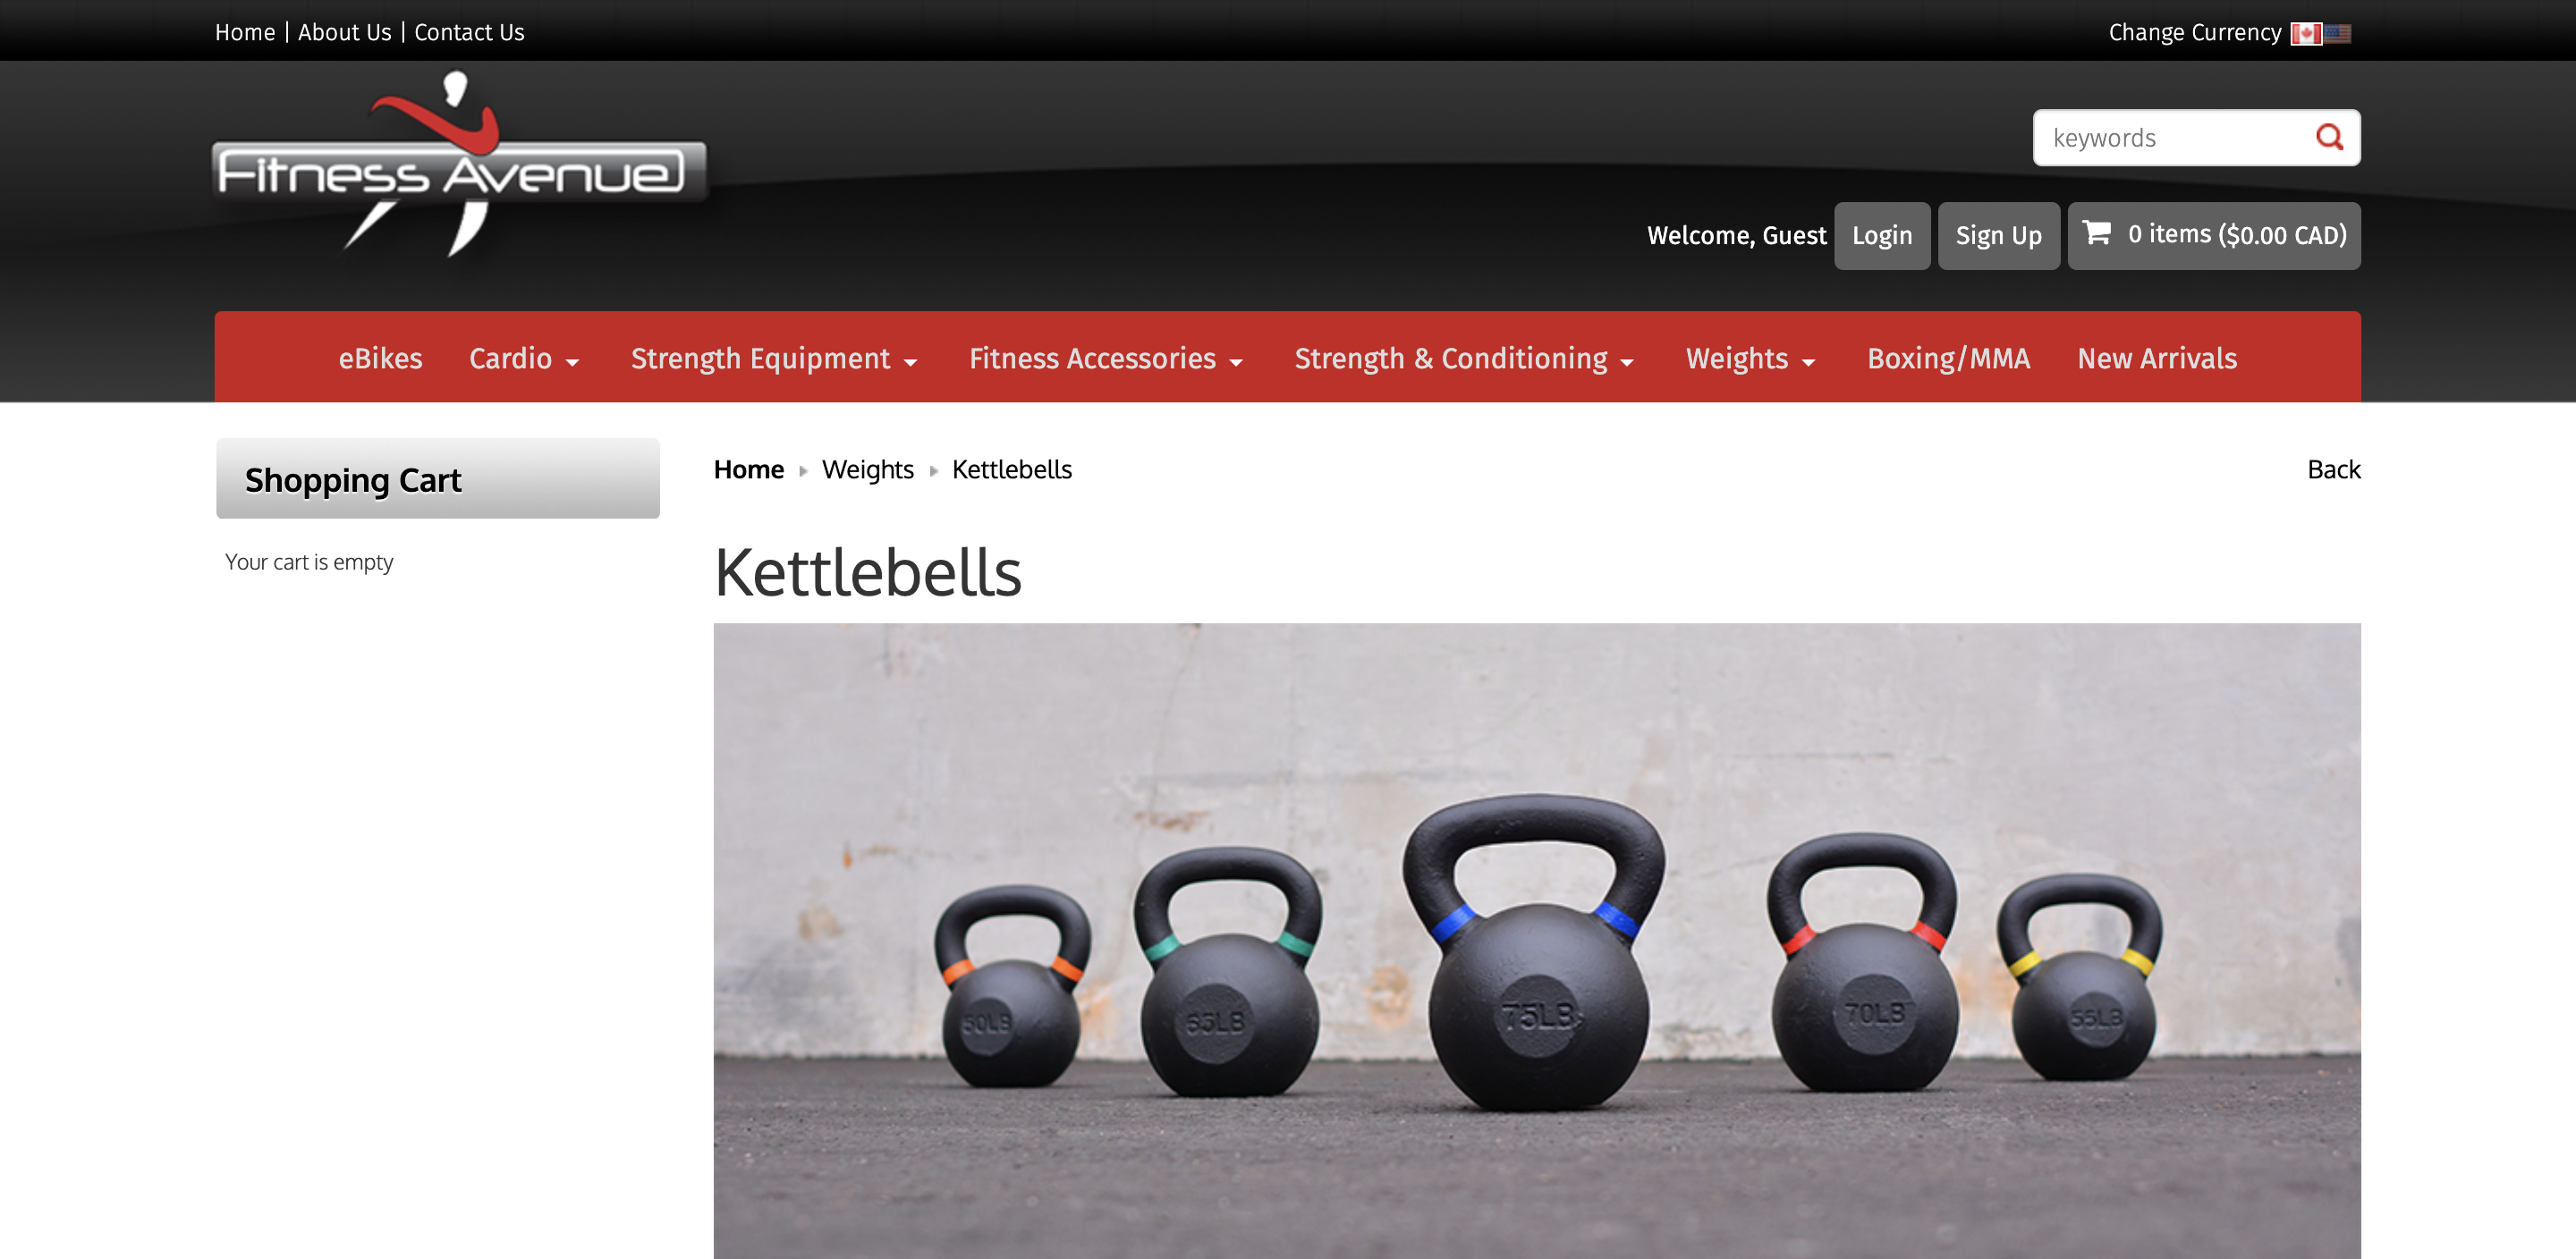 Home | About Us | Contact Us
Change Currency
Fitness Avenue
keywords
Welcome, Guest
Login
Sign Up
0 items ($0.00 CAD)
eBikes
Cardio
Strength Equipment
Fitness Accessories
Strength & Conditioning
Weights
Boxing/MMA
New Arrivals
Shopping Cart
Your cart is empty
Home
Weights
Kettlebells
Back
Kettlebells
50LB
65LB
75LB
70LB
55LB